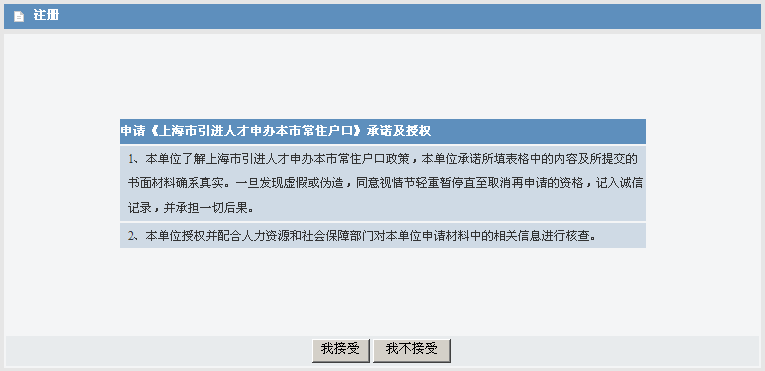 注册
申请《上海市引进人才申办本市常住户口》承诺及授权
1、本单位了解上海市引进人才申办本市常住户口政策，本单位承诺所填表格中的内容及所提交的
书面材料确系真实。一旦发现虚假或伪造，同意视情节轻重暂停直至取消再申请的资格，记入诚信
记录，并承担一切后果。
2、本单位授权并配合人力资源和社会保障部门对本单位申请材料中的相关信息进行核查。
我接受 我不接受